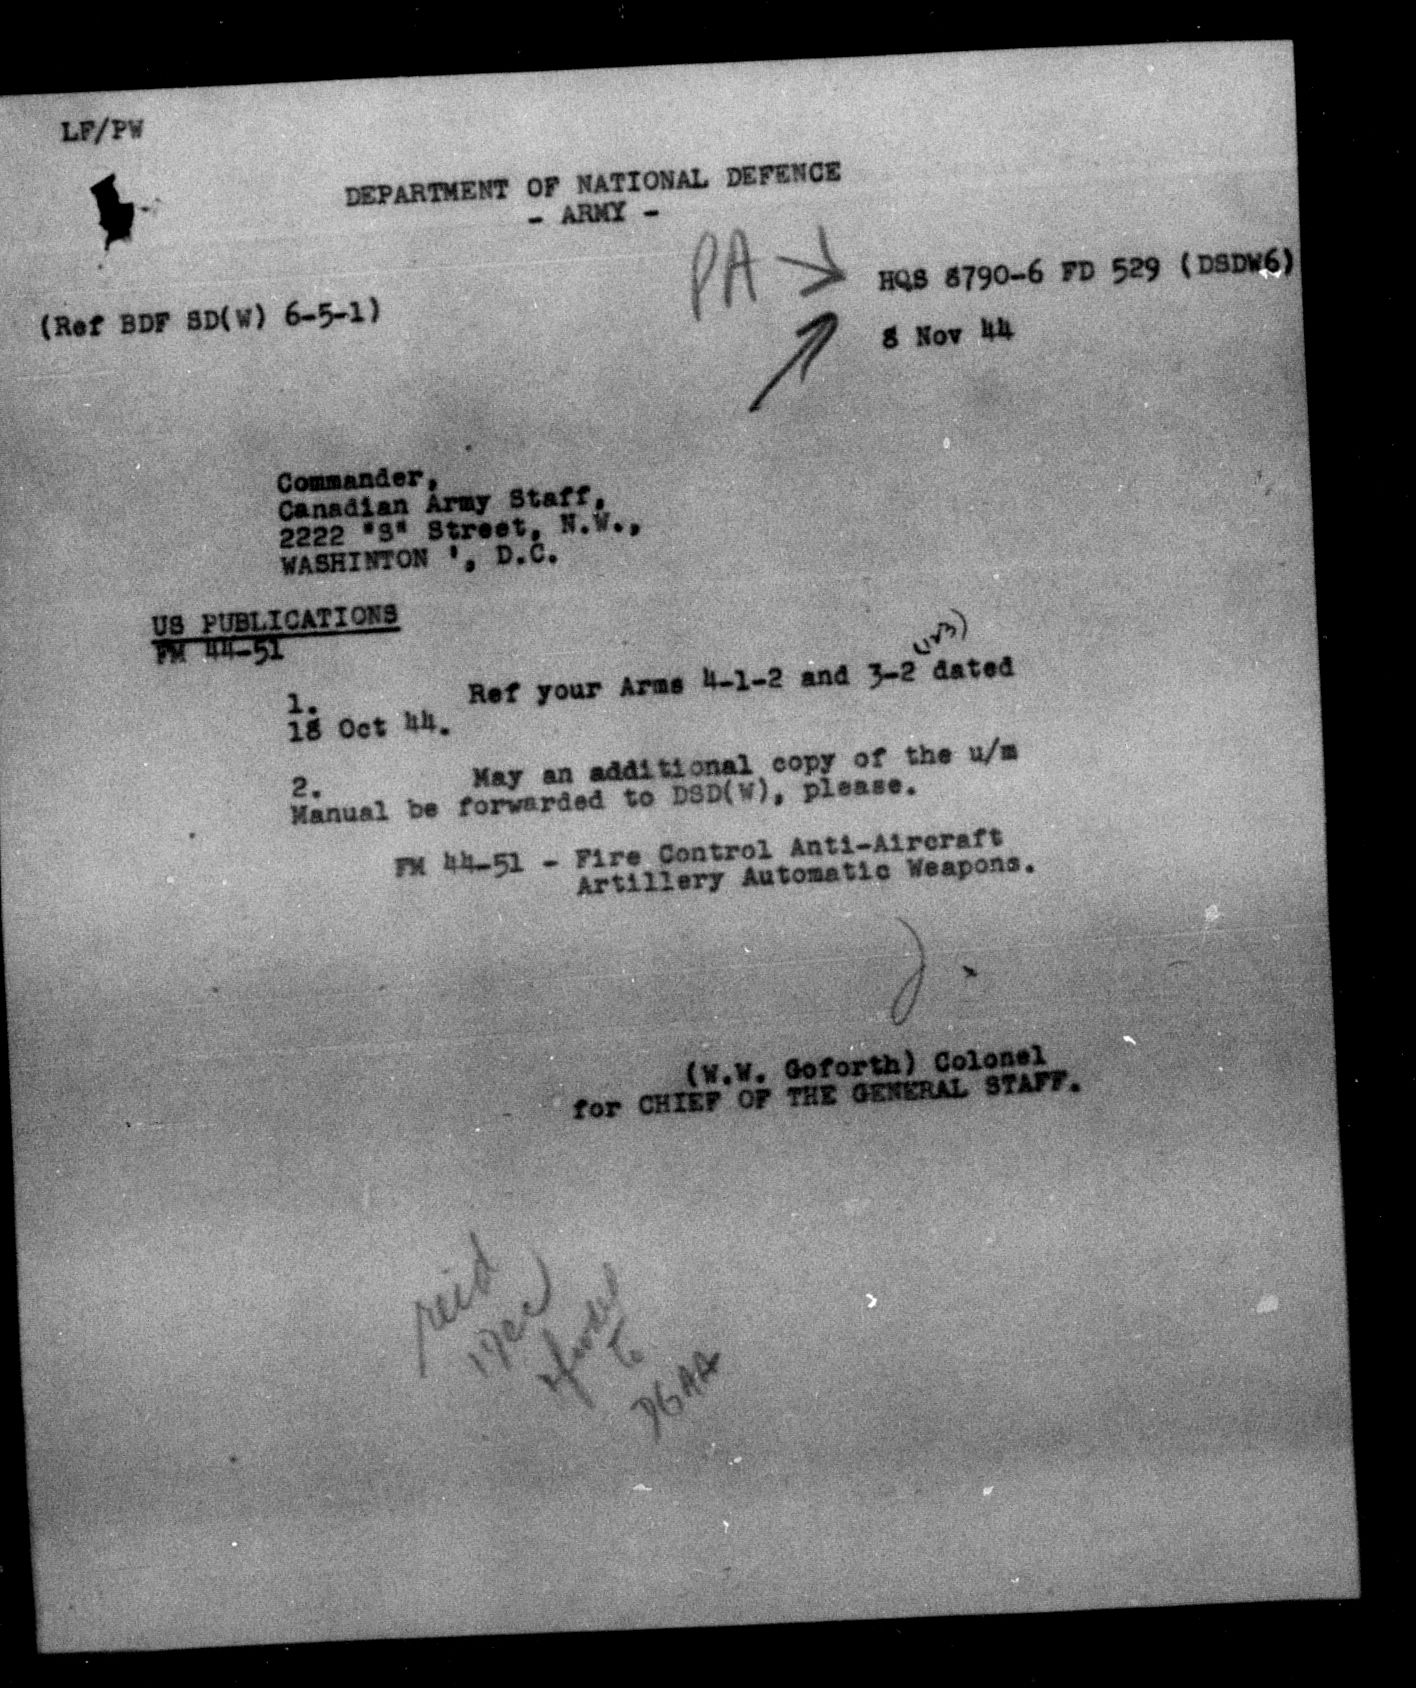 LF/PW
DEPARTMENT OF NATIONAL DEFENCE
- ARMY -
PA
HQS 8790-6 FD 529 (DSDW6)
(Ref BDF SD(W) 6-5-1)
8 Nov 44
Commander,
Canadian Army Staff,
2222 "S" Street, N.W.,
WASHINTON ', D.C.
US PUBLICATIONS
FM 44-51
1. Ref your Arms 4-1-2 and 3-2 dated
18 Oct 44.
2. May an additional copy of the u/m
Manual be forwarded to DSD(W), please.
FM 44-51 - Fire Control Anti-Aircraft
Artillery Automatic Weapons.
(W.W. Goforth) Colonel
for CHIEF OF THE GENERAL STAFF.
To
DGAA